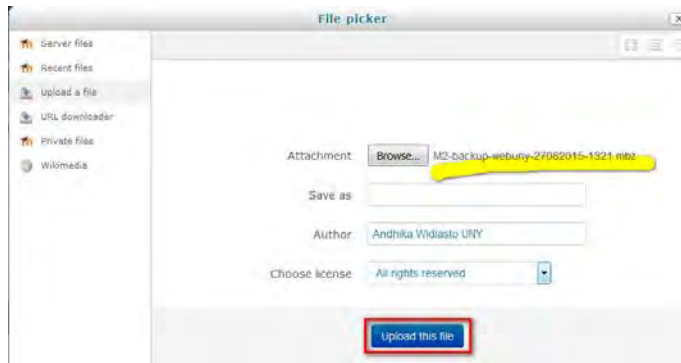 File picker
Server files
Recent files
Upload a file
URL downloader
Private files
Wikimedia
Attachment Browse... M2-backup-webuny-27082015-1321.mbz
Save as
Author Andhika Widiasto UNY
Choose license All rights reserved
Upload this file